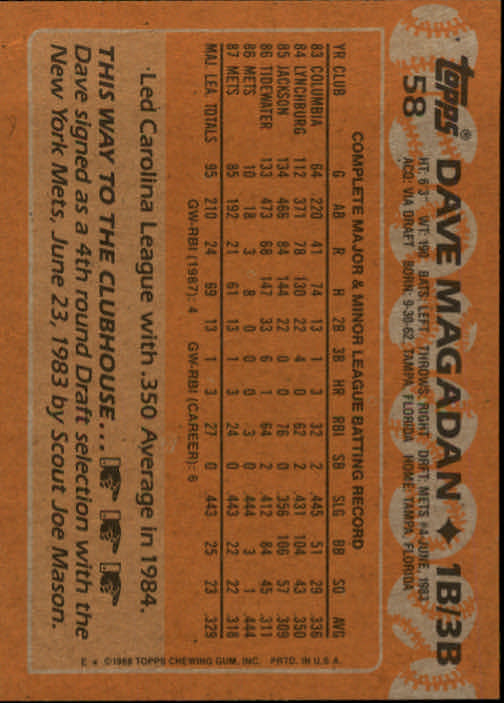 topps®
58
DAVE MAGADAN ✦ 1B/3B
HT: 6'3" WT: 190 BATS: LEFT THROWS: RIGHT DRFT: METS #4-JUNE, 1983
ACQ: VIA DRAFT BORN: 9-30-62, TAMPA, FLORIDA HOME: TAMPA, FLORIDA
COMPLETE MAJOR & MINOR LEAGUE BATTING RECORD
YR CLUB G AB R H 2B 3B HR RBI SB SLG BB SO AVG
83 COLUMBIA 64 220 41 74 13 1 3 32 2 .445 51 29 .336
84 LYNCHBURG 112 371 78 130 22 4 0 62 2 .431 104 43 .350
85 JACKSON 134 466 84 144 22 0 0 76 0 .356 106 57 .309
86 TIDEWATER 133 473 68 147 33 6 1 64 2 .412 84 45 .311
86 METS 10 18 3 8 0 0 0 3 0 .444 3 1 .444
87 METS 85 192 21 61 13 1 3 24 0 .443 22 22 .318
MAJ. LEA. TOTALS 95 210 24 69 13 1 3 27 0 .443 25 23 .329
GW-RBI (1987): 4 GW-RBI (CAREER): 6
·Led Carolina League with .350 Average in 1984.
THIS WAY TO THE CLUBHOUSE...
Dave signed as a 4th round Draft selection with the
New York Mets, June 23, 1983 by Scout Joe Mason.
E ★ ©1988 TOPPS CHEWING GUM, INC. PRTD. IN U.S.A.